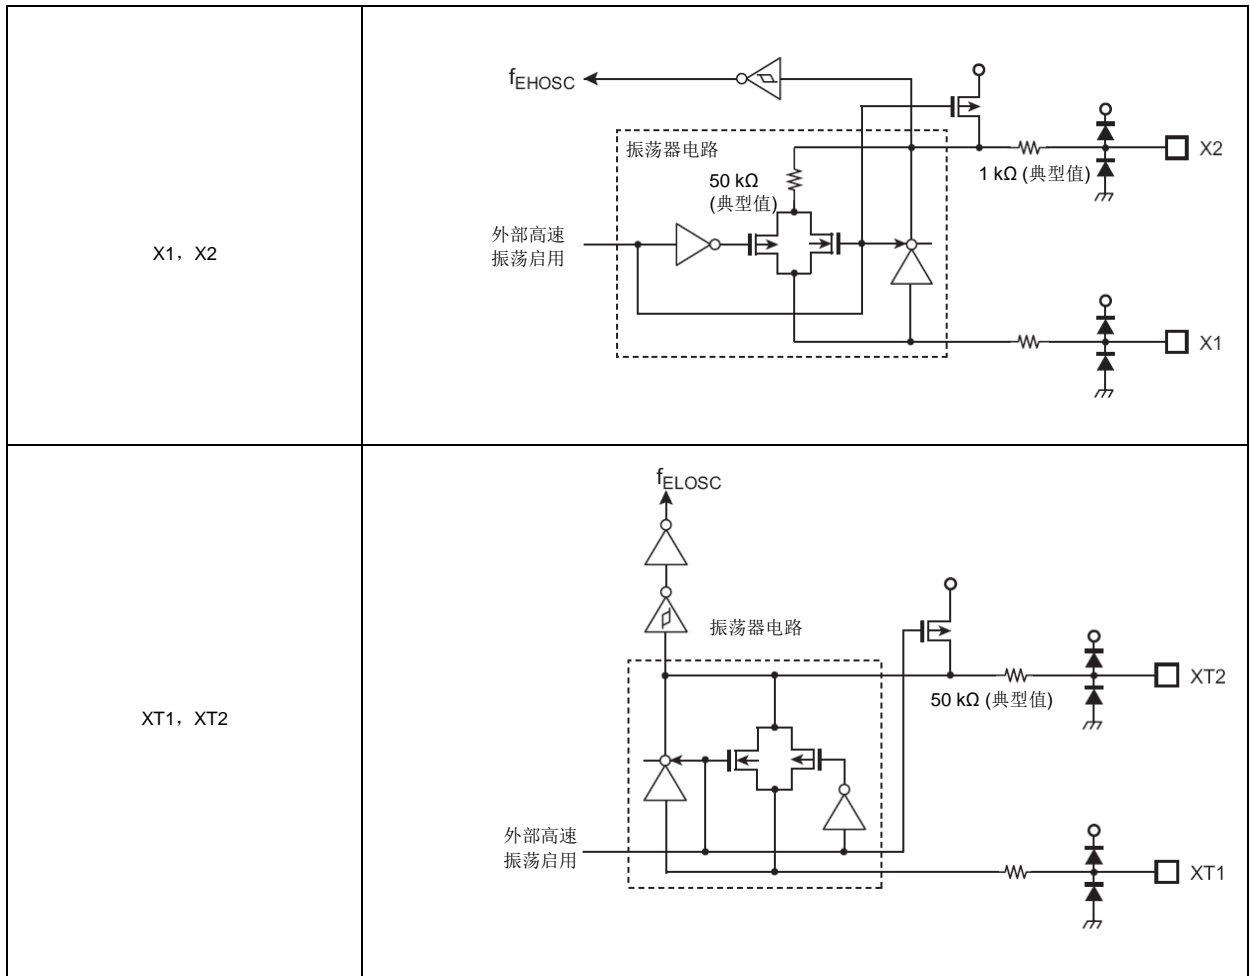 X1，X2
fEHOSC
振荡器电路
50 kΩ
(典型值)
1 kΩ (典型值)
X2
外部高速
振荡启用
X1
XT1，XT2
fELOSC
振荡器电路
50 kΩ (典型值)
XT2
外部高速
振荡启用
XT1